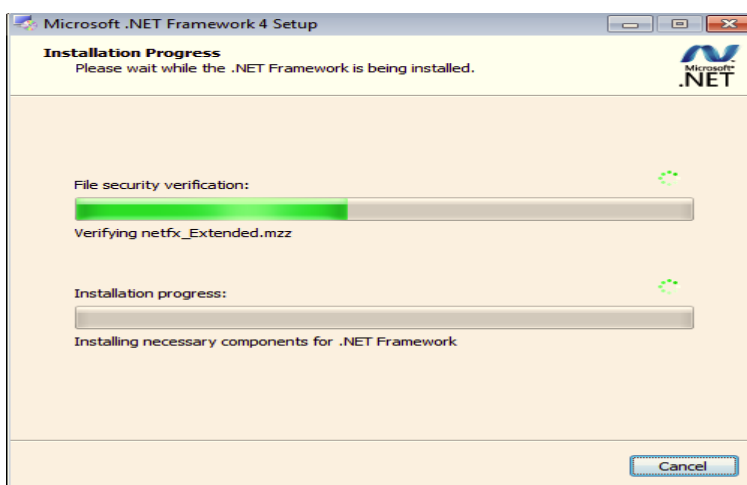 Microsoft .NET Framework 4 Setup
Installation Progress
Please wait while the .NET Framework is being installed.
Microsoft
.NET
File security verification:
Verifying netfx_Extended.mzz
Installation progress:
Installing necessary components for .NET Framework
Cancel